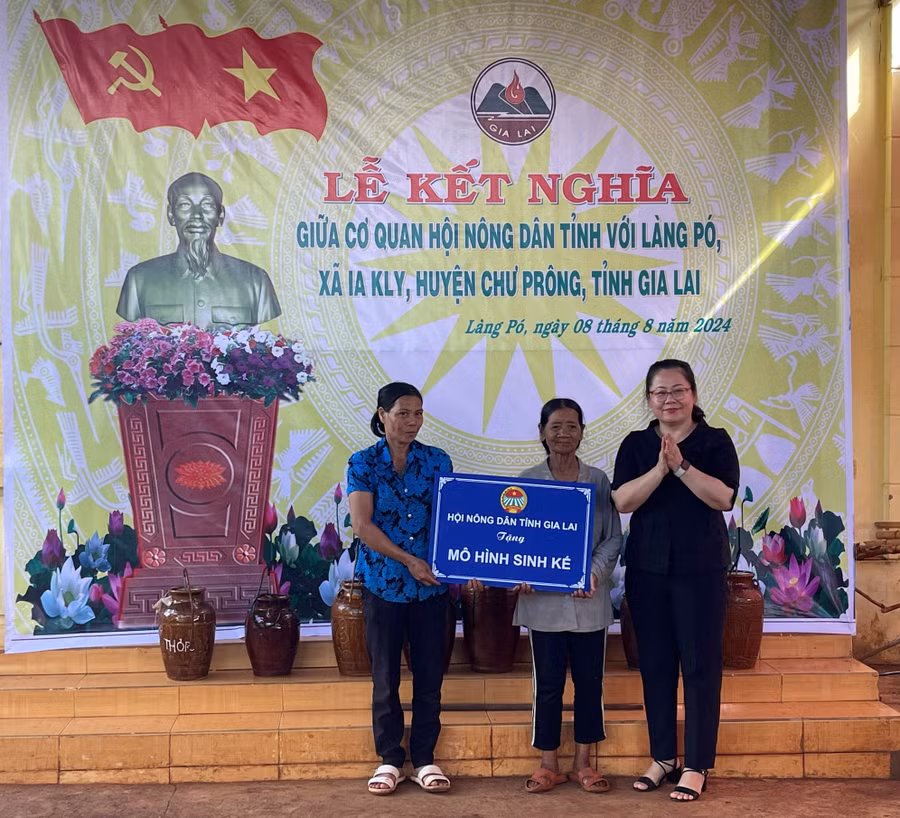 GIA LAI
LỄ KẾT NGHĨA
GIỮA CƠ QUAN HỘI NÔNG DÂN TỈNH VỚI LÀNG PÓ,
XÃ IA KLY, HUYỆN CHƯ PRÔNG, TỈNH GIA LAI
Làng Pó, ngày 08 tháng 8 năm 2024
HỘI NÔNG DÂN TỈNH GIA LAI
Tặng
MÔ HÌNH SINH KẾ